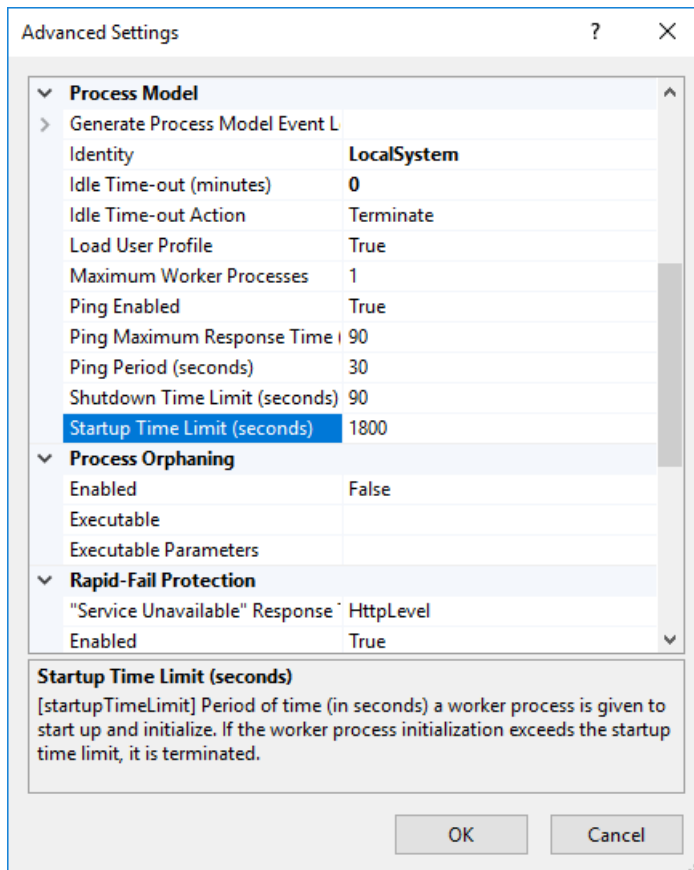 Advanced Settings ?
Process Model
Generate Process Model Event L
Identity LocalSystem
Idle Time-out (minutes) 0
Idle Time-out Action Terminate
Load User Profile True
Maximum Worker Processes 1
Ping Enabled True
Ping Maximum Response Time ( 90
Ping Period (seconds) 30
Shutdown Time Limit (seconds) 90
Startup Time Limit (seconds) 1800
Process Orphaning
Enabled False
Executable
Executable Parameters
Rapid-Fail Protection
"Service Unavailable" Response T HttpLevel
Enabled True
Startup Time Limit (seconds)
[startupTimeLimit] Period of time (in seconds) a worker process is given to
start up and initialize. If the worker process initialization exceeds the startup
time limit, it is terminated.
OK Cancel